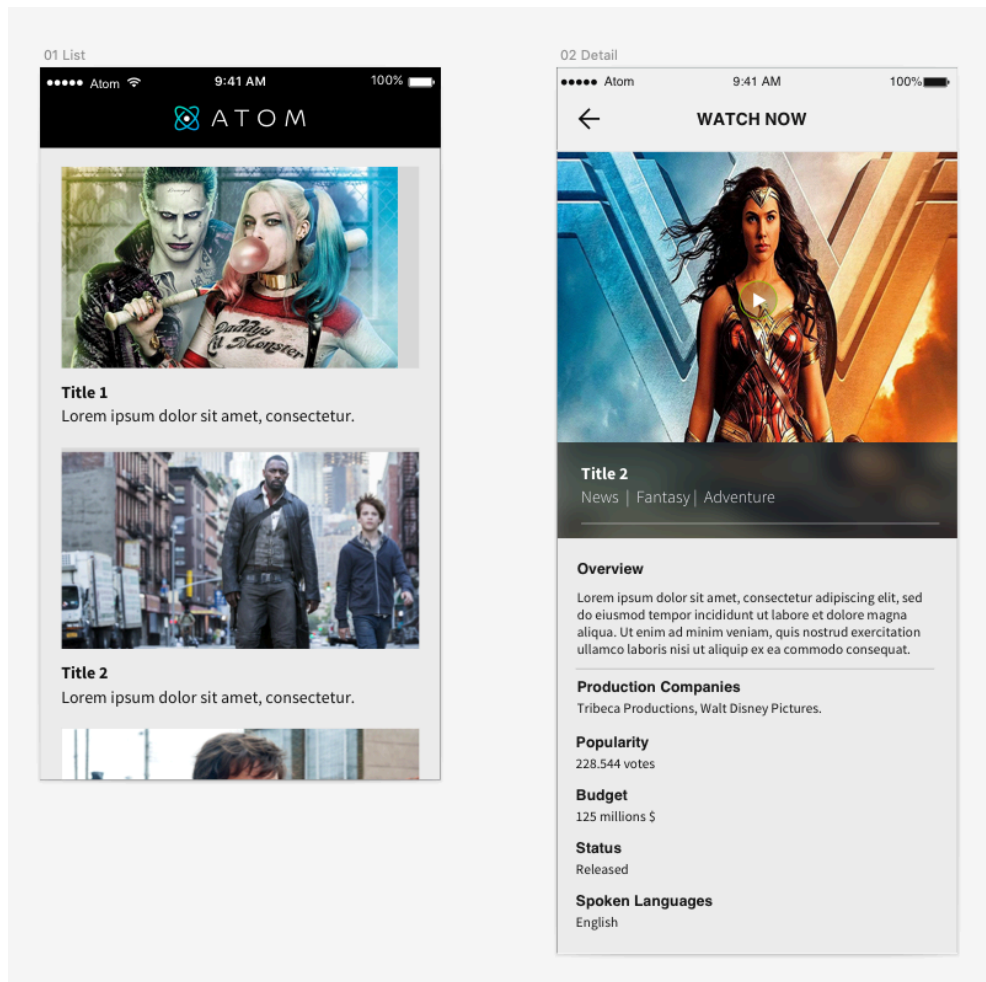 01 List
Atom 9:41 AM 100%
ATOM
Daddy's
Lil Monster
Title 1
Lorem ipsum dolor sit amet, consectetur.
Title 2
Lorem ipsum dolor sit amet, consectetur.
02 Detail
Atom 9:41 AM 100%
WATCH NOW
Title 2
News | Fantasy | Adventure
Overview
Lorem ipsum dolor sit amet, consectetur adipiscing elit, sed
do eiusmod tempor incididunt ut labore et dolore magna
aliqua. Ut enim ad minim veniam, quis nostrud exercitation
ullamco laboris nisi ut aliquip ex ea commodo consequat.
Production Companies
Tribeca Productions, Walt Disney Pictures.
Popularity
228.544 votes
Budget
125 millions $
Status
Released
Spoken Languages
English